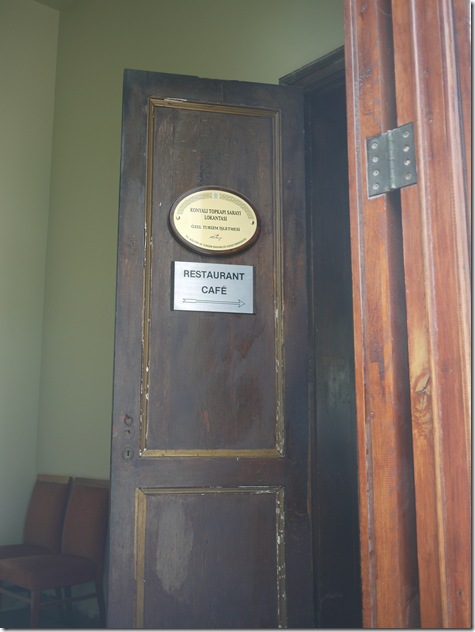 KONYALI TOPKAPI SARAYI
LOKANTASI
ÖZEL TURİZM İŞLETMESİ
RESTAURANT
CAFÉ